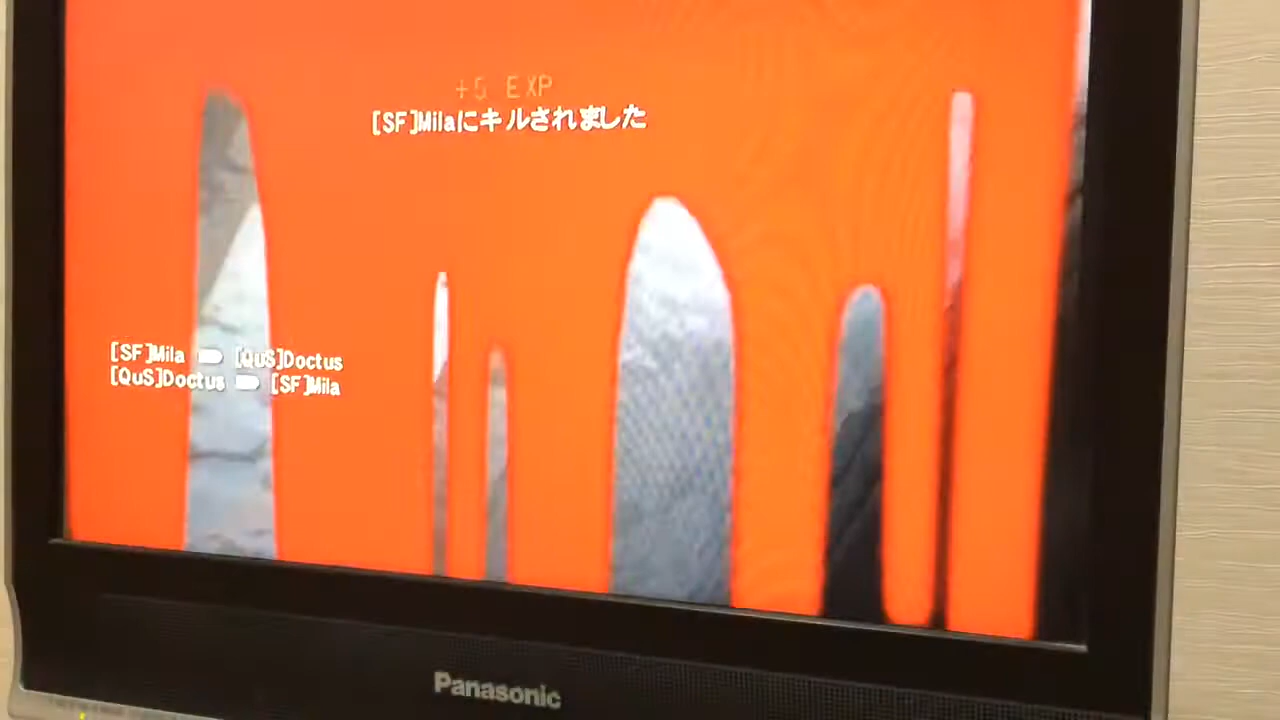 +5 EXP
[SF]Milaにキルされました
[SF]Mila [QuS]Doctus
[QuS]Doctus [SF]Mila
Panasonic